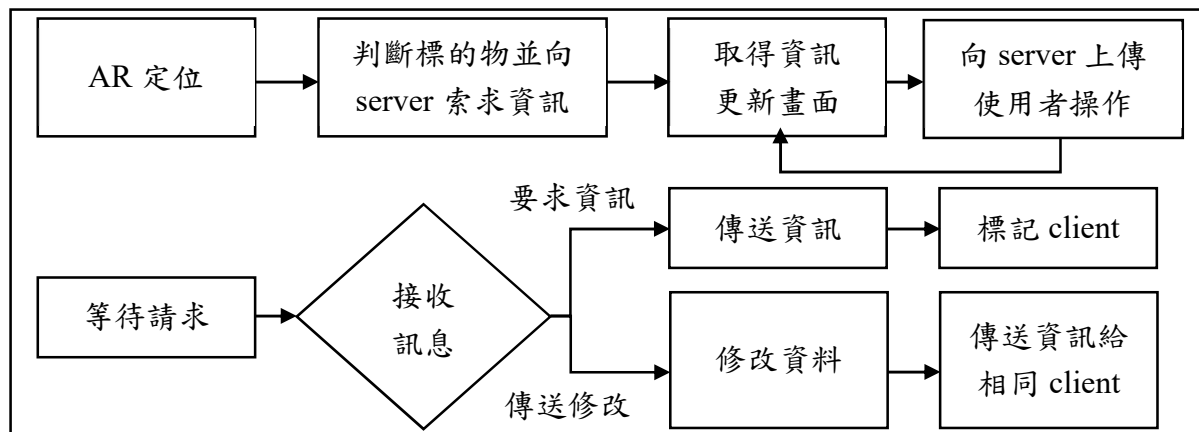 AR 定位
判斷標的物並向
server 索求資訊
取得資訊
更新畫面
向 server 上傳
使用者操作
等待請求
接收
訊息
要求資訊
傳送資訊
標記 client
傳送修改
修改資料
傳送資訊給
相同 client